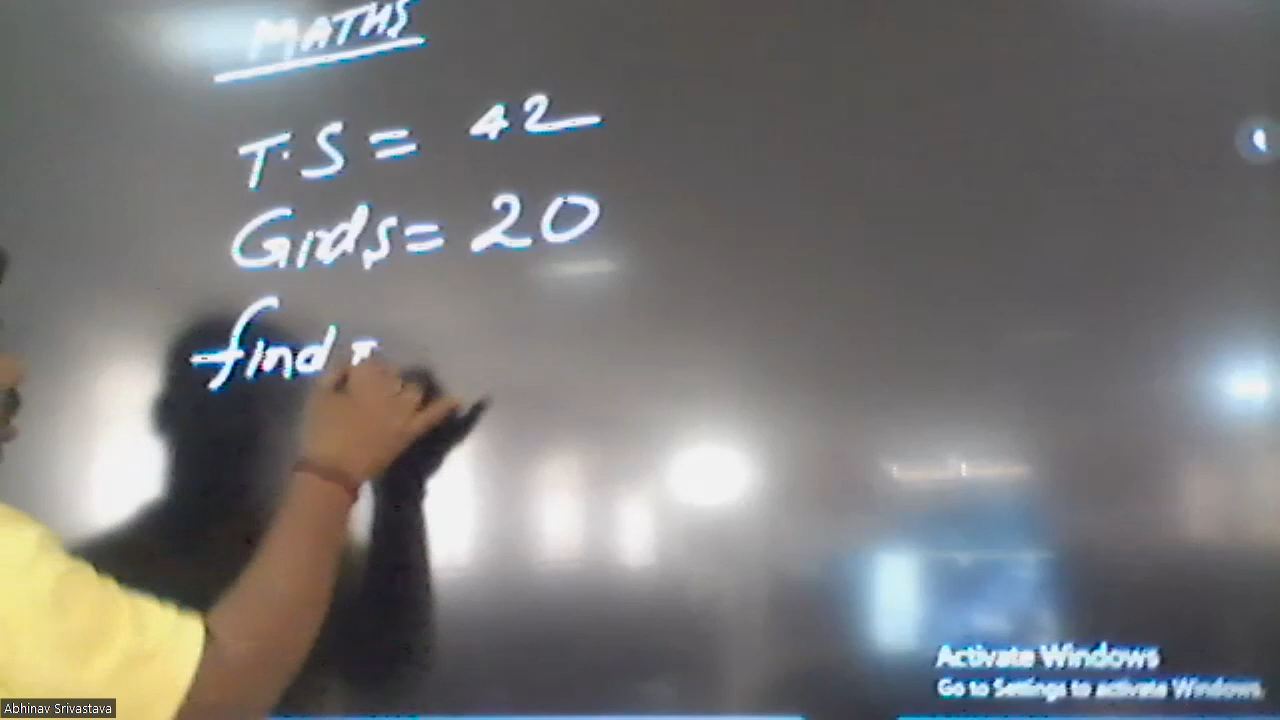 MATHS
T.S = 42
Girls = 20
find
Activate Windows
Go to Settings to activate Windows.
Abhinav Srivastava